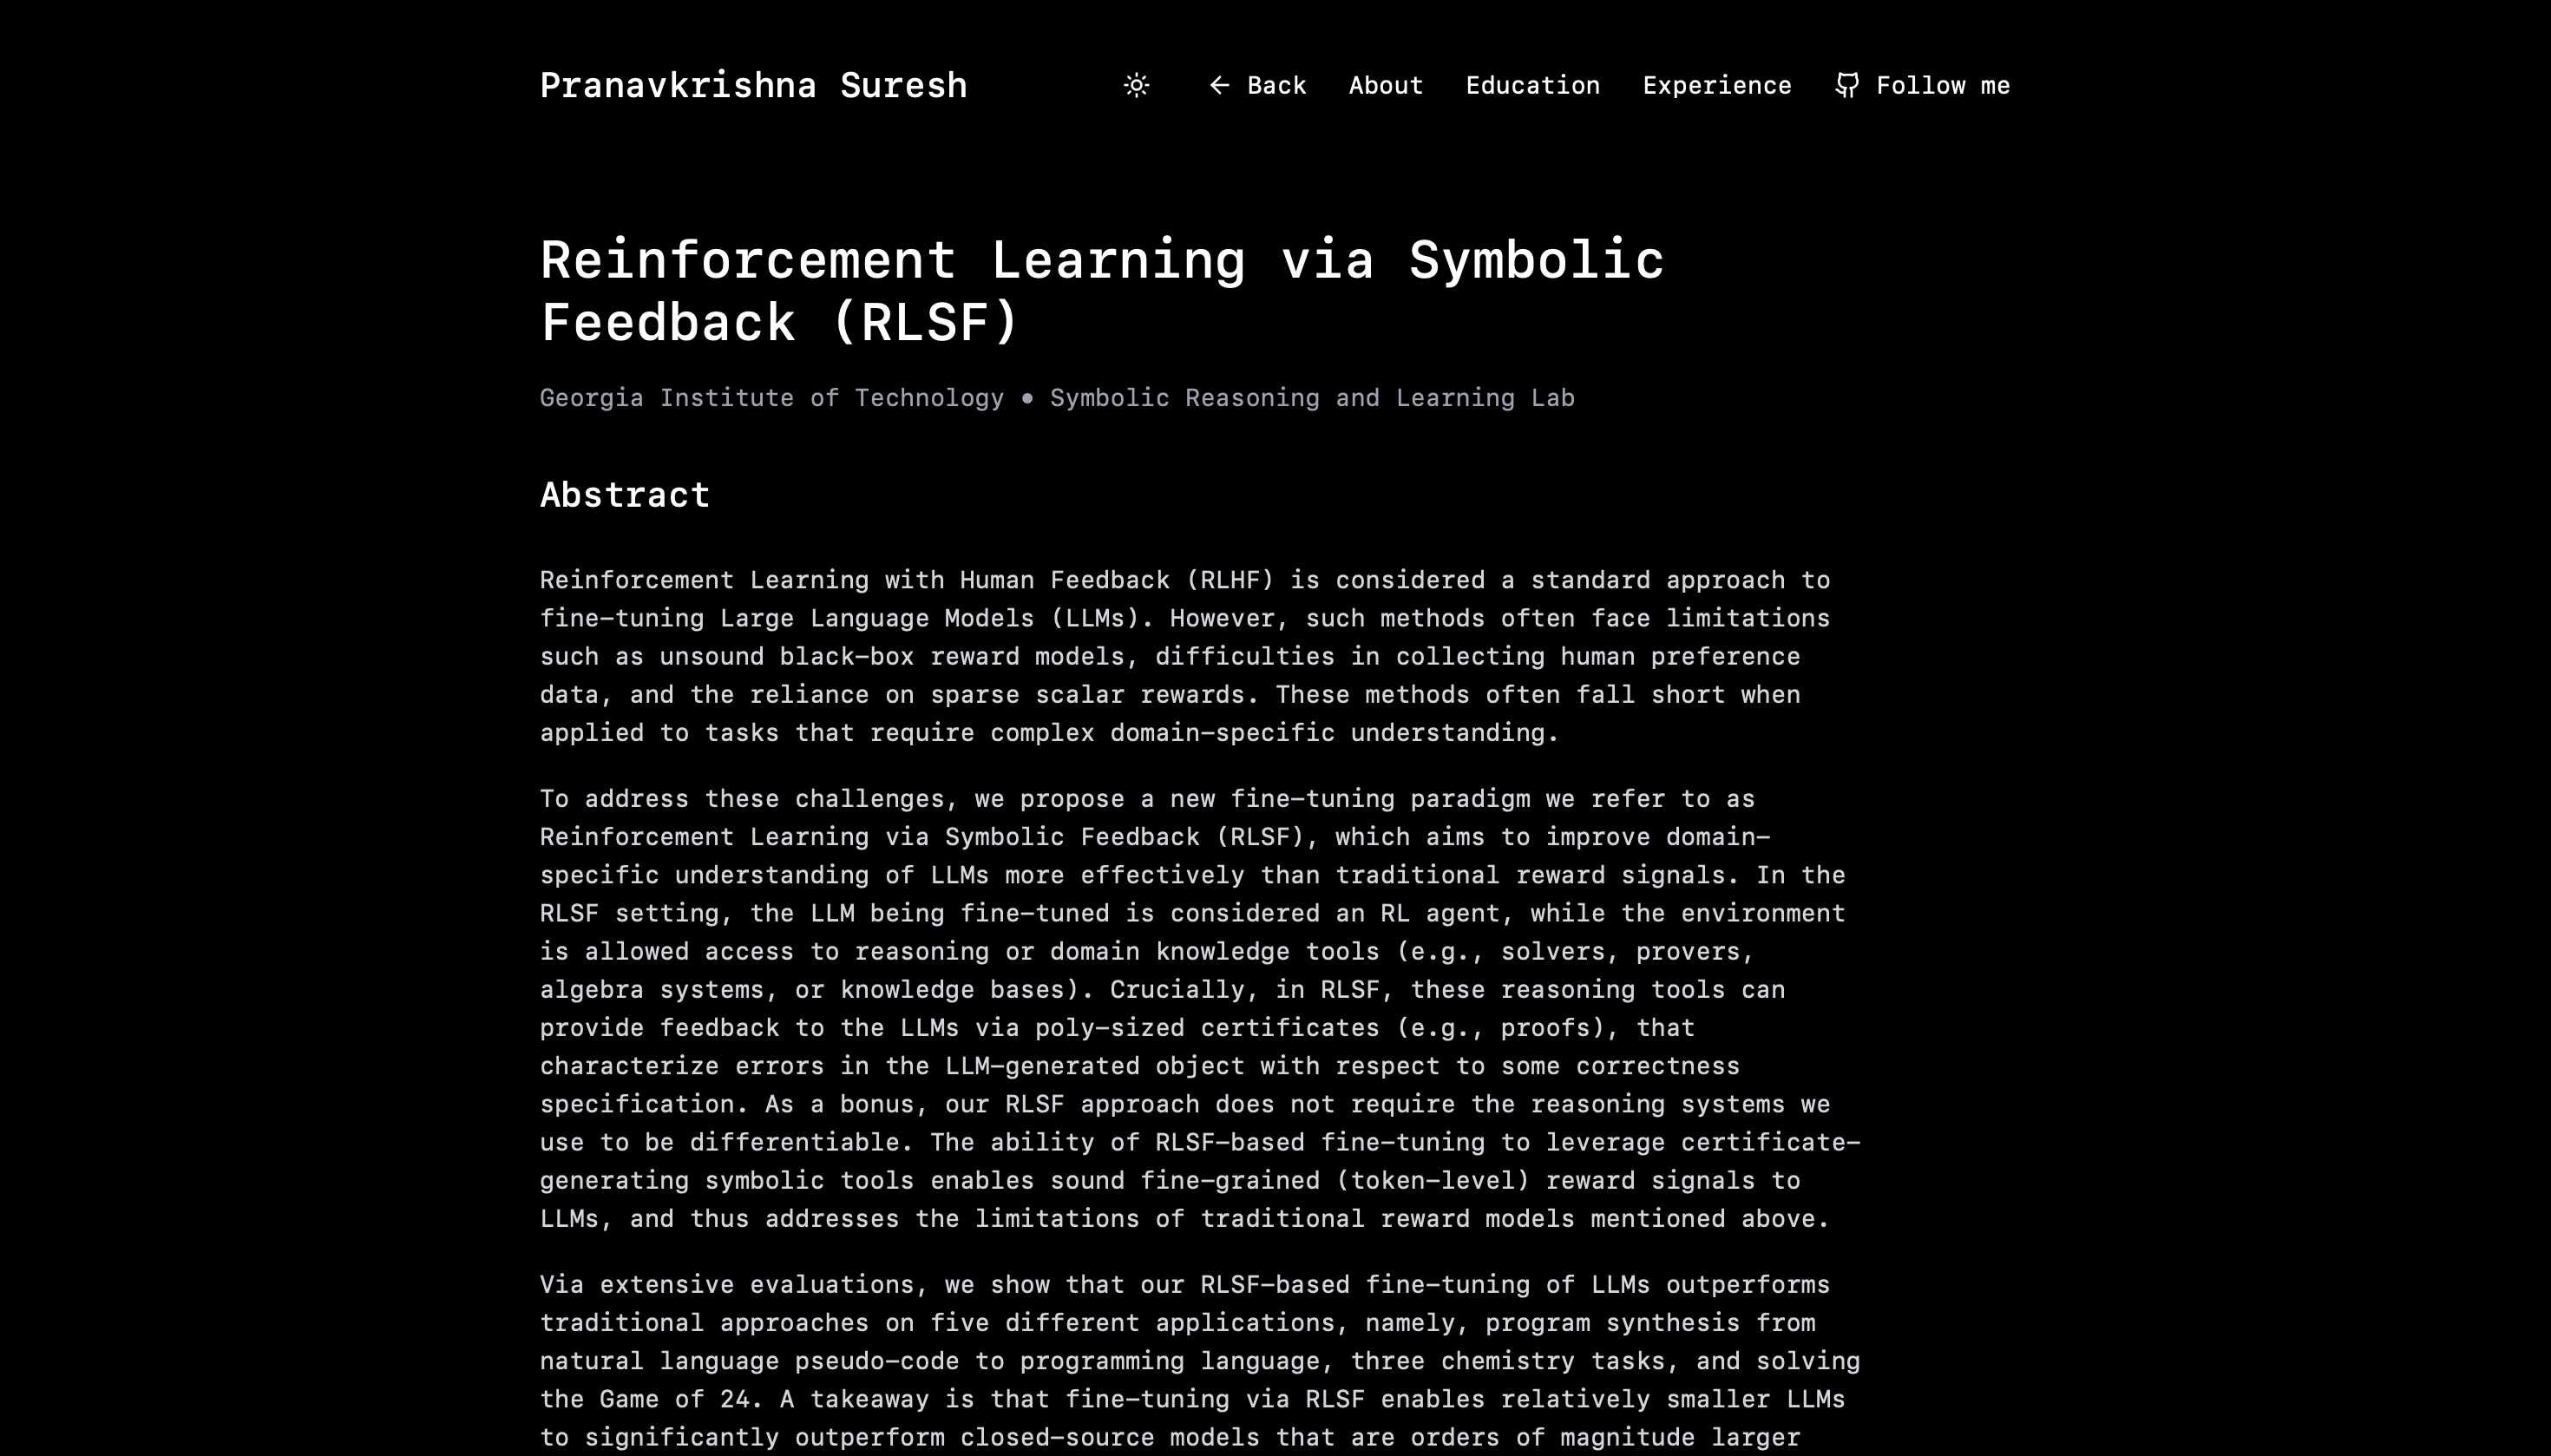 Pranavkrishna Suresh
Back About Education Experience Follow me
Reinforcement Learning via Symbolic
Feedback (RLSF)
Georgia Institute of Technology • Symbolic Reasoning and Learning Lab
Abstract
Reinforcement Learning with Human Feedback (RLHF) is considered a standard approach to
fine-tuning Large Language Models (LLMs). However, such methods often face limitations
such as unsound black-box reward models, difficulties in collecting human preference
data, and the reliance on sparse scalar rewards. These methods often fall short when
applied to tasks that require complex domain-specific understanding.
To address these challenges, we propose a new fine-tuning paradigm we refer to as
Reinforcement Learning via Symbolic Feedback (RLSF), which aims to improve domain-
specific understanding of LLMs more effectively than traditional reward signals. In the
RLSF setting, the LLM being fine-tuned is considered an RL agent, while the environment
is allowed access to reasoning or domain knowledge tools (e.g., solvers, provers,
algebra systems, or knowledge bases). Crucially, in RLSF, these reasoning tools can
provide feedback to the LLMs via poly-sized certificates (e.g., proofs), that
characterize errors in the LLM-generated object with respect to some correctness
specification. As a bonus, our RLSF approach does not require the reasoning systems we
use to be differentiable. The ability of RLSF-based fine-tuning to leverage certificate-
generating symbolic tools enables sound fine-grained (token-level) reward signals to
LLMs, and thus addresses the limitations of traditional reward models mentioned above.
Via extensive evaluations, we show that our RLSF-based fine-tuning of LLMs outperforms
traditional approaches on five different applications, namely, program synthesis from
natural language pseudo-code to programming language, three chemistry tasks, and solving
the Game of 24. A takeaway is that fine-tuning via RLSF enables relatively smaller LLMs
to significantly outperform closed-source models that are orders of magnitude larger